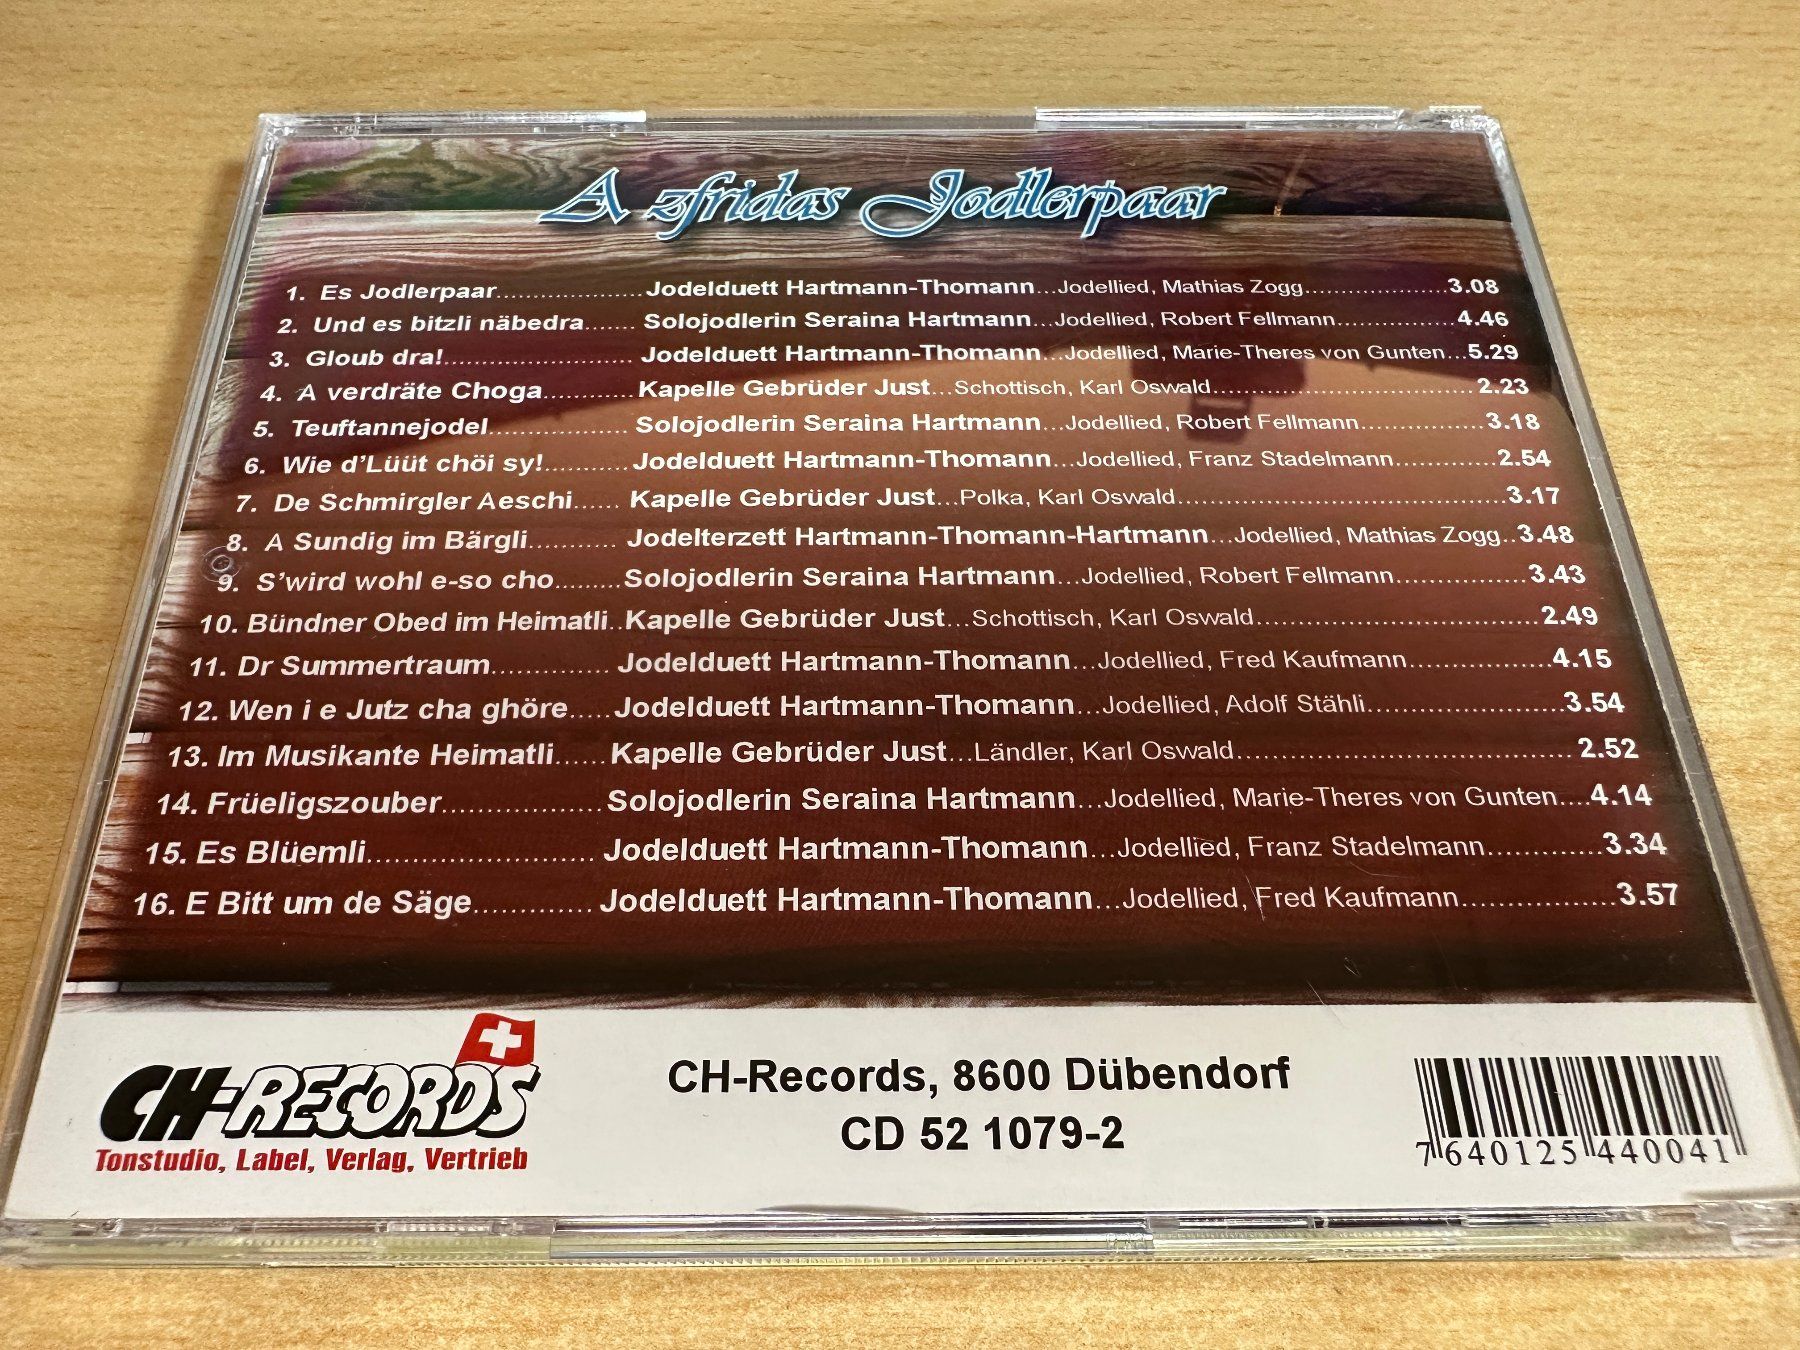 A zfridas Jodlerpaar
1. Es Jodlerpaar......................Jodelduett Hartmann-Thomann...Jodellied, Mathias Zogg....................3.08
2. Und es bitzli näbedra.......Solojodlerin Seraina Hartmann...Jodellied, Robert Fellmann.................4.46
3. Gloub dra!............................Jodelduett Hartmann-Thomann...Jodellied, Marie-Theres von Gunten...5.29
4. A verdräte Choga............Kapelle Gebrüder Just...Schottisch, Karl Oswald.....................................2.23
5. Teuftannejodel....................Solojodlerin Seraina Hartmann...Jodellied, Robert Fellmann.................3.18
6. Wie d'Lüüt chöi sy!............Jodelduett Hartmann-Thomann...Jodellied, Franz Stadelmann..............2.54
7. De Schmirgler Aeschi......Kapelle Gebrüder Just...Polka, Karl Oswald...........................................3.17
8. A Sundig im Bärgli...........Jodelterzett Hartmann-Thomann-Hartmann...Jodellied, Mathias Zogg..3.48
9. S'wird wohl e-so cho.........Solojodlerin Seraina Hartmann...Jodellied, Robert Fellmann.................3.43
10. Bündner Obed im Heimatli..Kapelle Gebrüder Just...Schottisch, Karl Oswald.....................................2.49
11. Dr Summertraum..............Jodelduett Hartmann-Thomann...Jodellied, Fred Kaufmann..................4.15
12. Wen i e Jutz cha ghöre.....Jodelduett Hartmann-Thomann...Jodellied, Adolf Stähli.........................3.54
13. Im Musikante Heimatli......Kapelle Gebrüder Just...Ländler, Karl Oswald..........................................2.52
14. Früeligszouber..................Solojodlerin Seraina Hartmann...Jodellied, Marie-Theres von Gunten....4.14
15. Es Blüemli.........................Jodelduett Hartmann-Thomann...Jodellied, Franz Stadelmann..............3.34
16. E Bitt um de Säge.............Jodelduett Hartmann-Thomann...Jodellied, Fred Kaufmann..................3.57
CH-RECORDS
Tonstudio, Label, Verlag, Vertrieb
CH-Records, 8600 Dübendorf
CD 52 1079-2
7640125440041